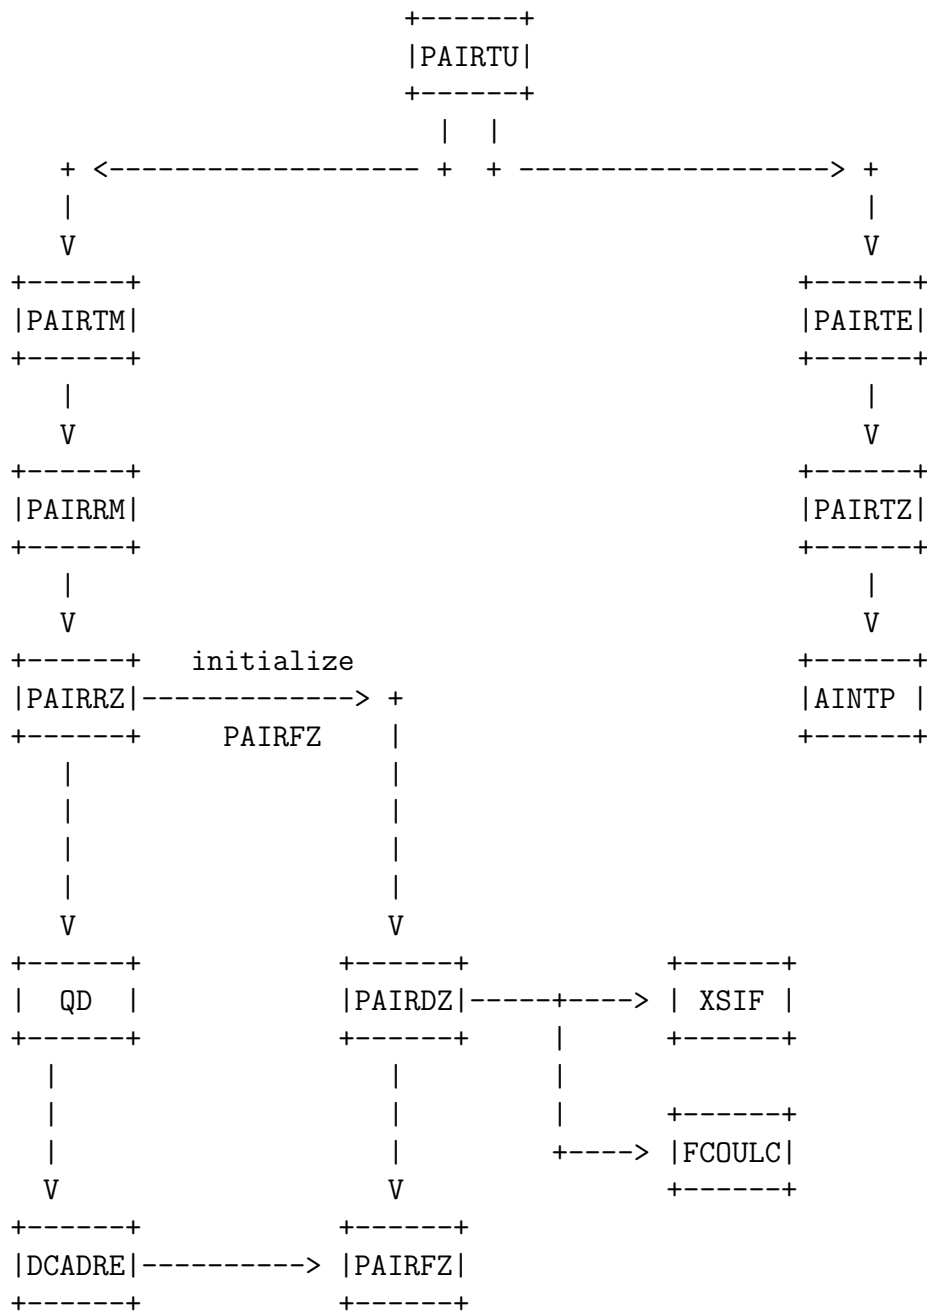 +------+
|PAIRTU|
+------+
| |
+ <------------------- + + -------------------> +
| |
V V
+------+ +------+
|PAIRTM| |PAIRTE|
+------+ +------+
| |
V V
+------+ +------+
|PAIRRM| |PAIRTZ|
+------+ +------+
| |
V V
+------+ initialize +------+
|PAIRRZ|-------------> + |AINTP |
+------+ PAIRFZ | +------+
| |
| |
| |
| |
V V
+------+ +------+ +------+
| QD | |PAIRDZ|-----+----> | XSIF |
+------+ +------+ | +------+
| | |
| | | +------+
| | +----> |FCOULC|
V V +------+
+------+ +------+
|DCADRE|----------> |PAIRFZ|
+------+ +------+